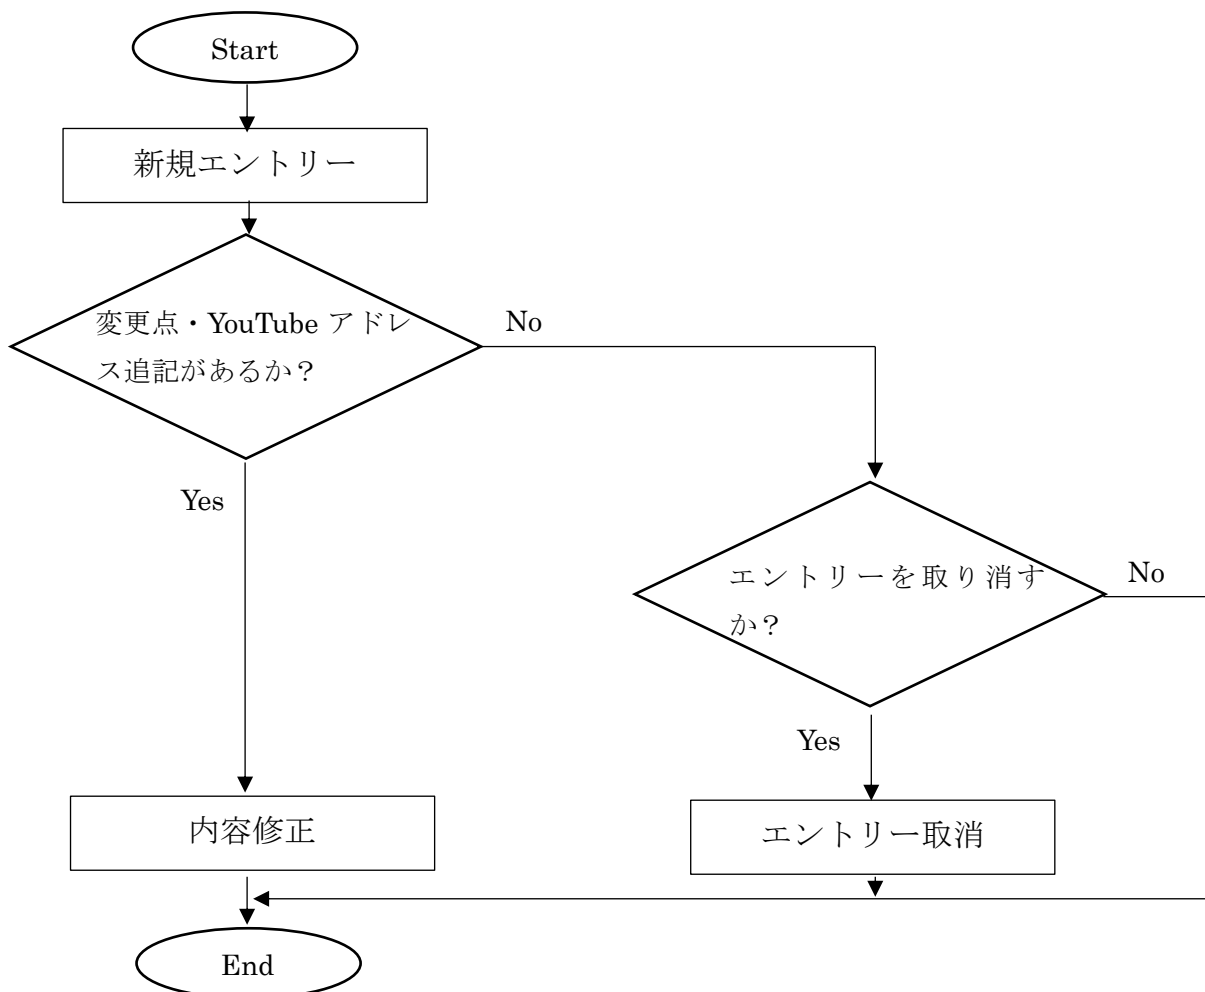 Start
新規エントリー
変更点・YouTube アドレ
ス追記があるか？
No
Yes
エントリーを取り消す
か？
No
Yes
内容修正
エントリー取消
End